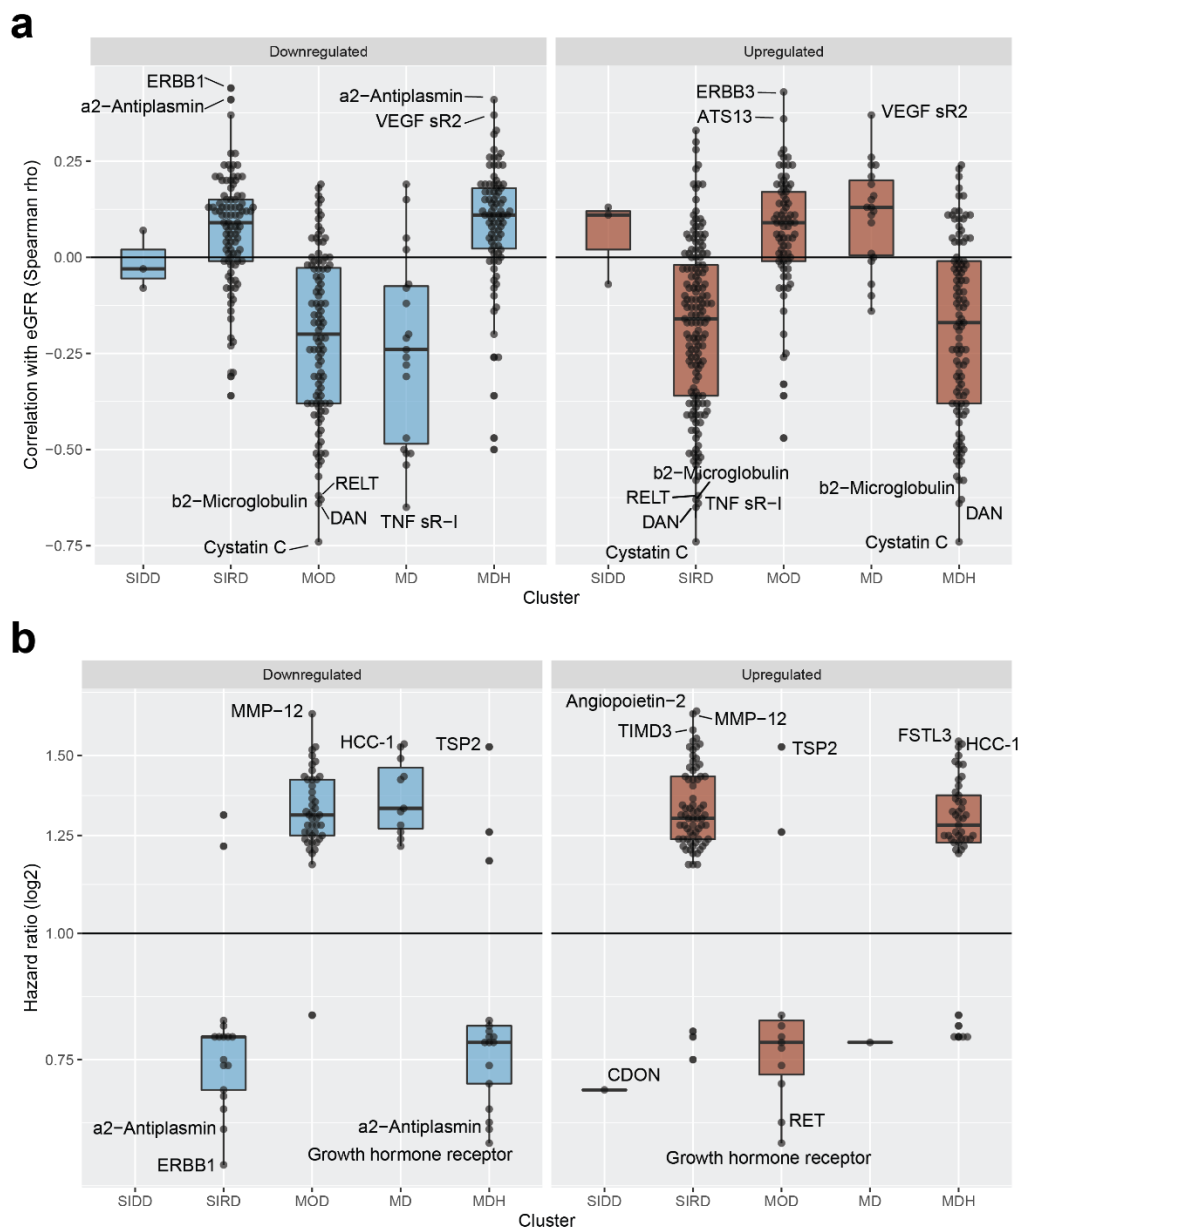 a
Downregulated
Upregulated
ERBB1
a2−Antiplasmin
a2−Antiplasmin
VEGF sR2
ERBB3
ATS13
VEGF sR2
0.25
0.00
−0.25
−0.50
−0.75
Correlation with eGFR (Spearman rho)
RELT
b2−Microglobulin
DAN
TNF sR−I
Cystatin C
b2−Microglobulin
RELT
TNF sR−I
DAN
Cystatin C
b2−Microglobulin
DAN
Cystatin C
SIDD
SIRD
MOD
MD
MDH
SIDD
SIRD
MOD
MD
MDH
Cluster
b
Downregulated
Upregulated
MMP−12
HCC-1
TSP2
Angiopoietin−2
MMP−12
TIMD3
TSP2
FSTL3
HCC-1
1.50
1.25
1.00
0.75
Hazard ratio (log2)
a2−Antiplasmin
ERBB1
a2−Antiplasmin
Growth hormone receptor
CDON
RET
Growth hormone receptor
SIDD
SIRD
MOD
MD
MDH
SIDD
SIRD
MOD
MD
MDH
Cluster